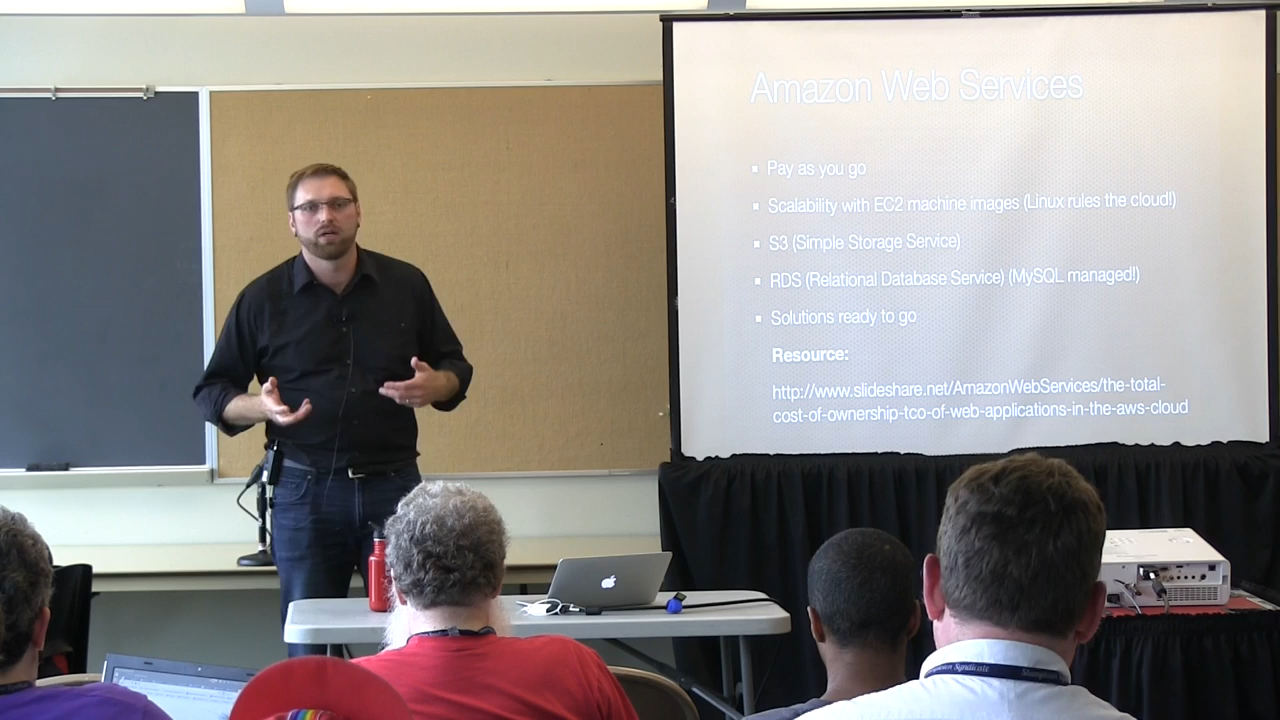 Amazon Web Services
Pay as you go
Scalability with EC2 machine images (Linux rules the cloud!)
S3 (Simple Storage Service)
RDS (Relational Database Service) (MySQL managed!)
Solutions ready to go
Resource:
http://www.slideshare.net/AmazonWebServices/the-total-
cost-of-ownership-tco-of-web-applications-in-the-aws-cloud
Syndicate